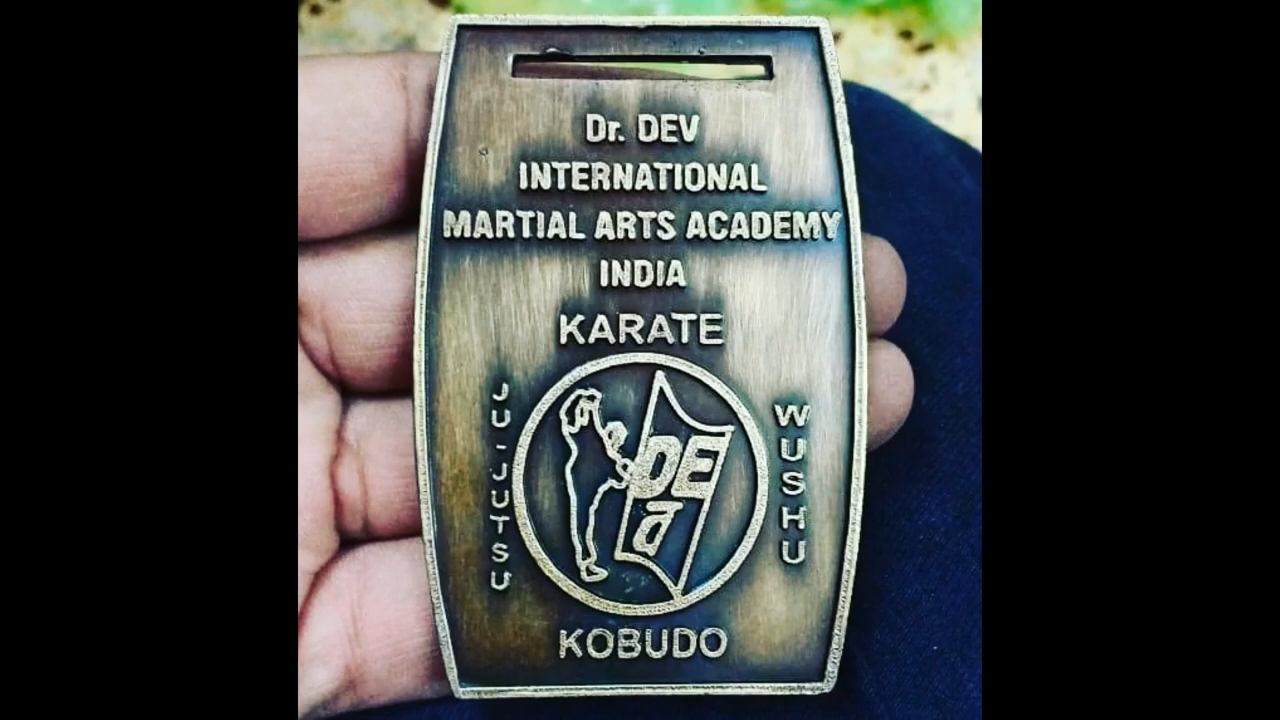 Dr. DEV
INTERNATIONAL
MARTIAL ARTS ACADEMY
INDIA
KARATE
JU-JUTSU
WUSHU
DE
a
KOBUDO